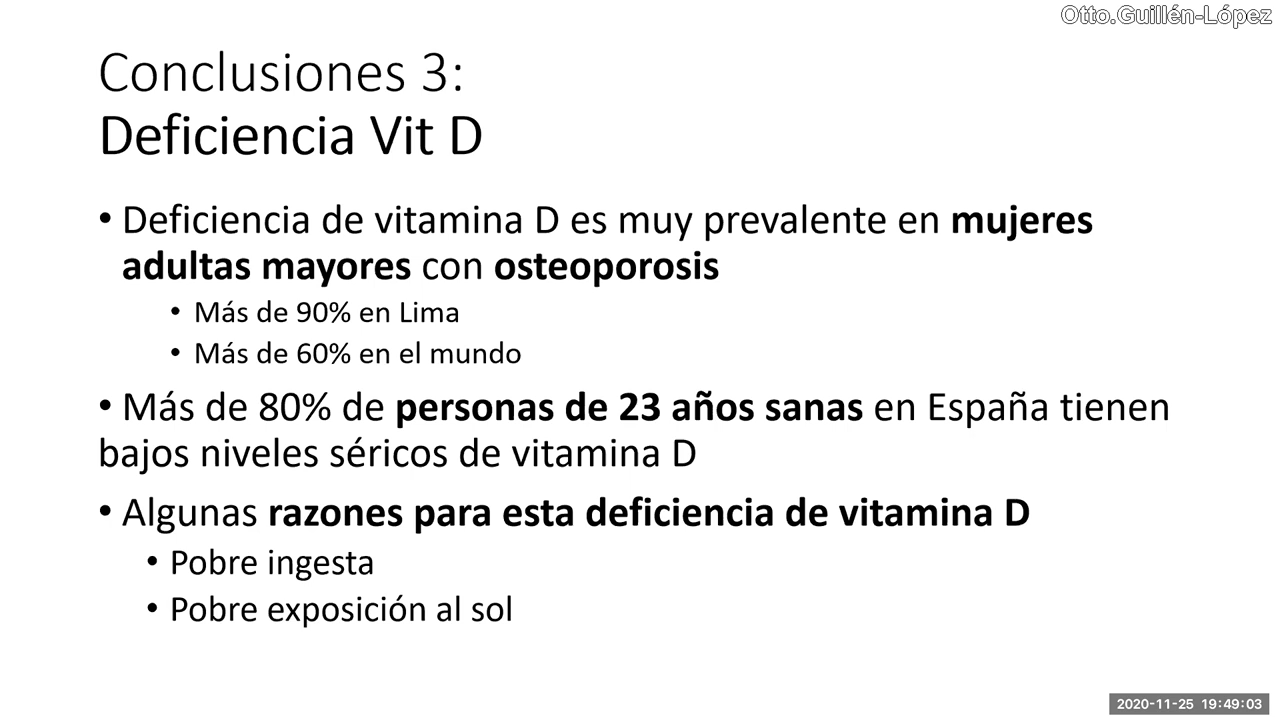 Otto.Guillén-López
Conclusiones 3:
Deficiencia Vit D
• Deficiencia de vitamina D es muy prevalente en mujeres
adultas mayores con osteoporosis
• Más de 90% en Lima
• Más de 60% en el mundo
• Más de 80% de personas de 23 años sanas en España tienen
bajos niveles séricos de vitamina D
• Algunas razones para esta deficiencia de vitamina D
• Pobre ingesta
• Pobre exposición al sol
2020-11-25 19:49:03